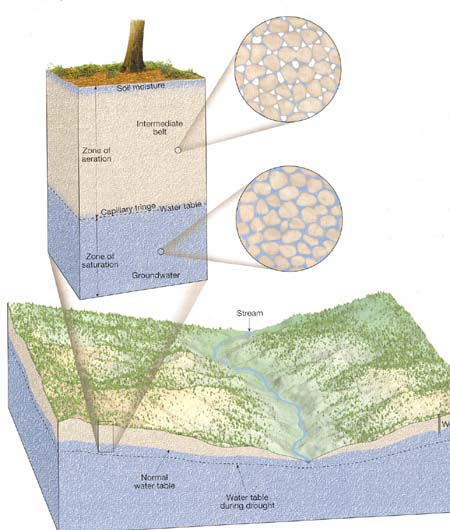 Soil moisture
Intermediate
belt
Zone of
aeration
Capillary fringe
Water table
Zone of
saturation
Groundwater
Stream
Normal
water table
Water table
during drought